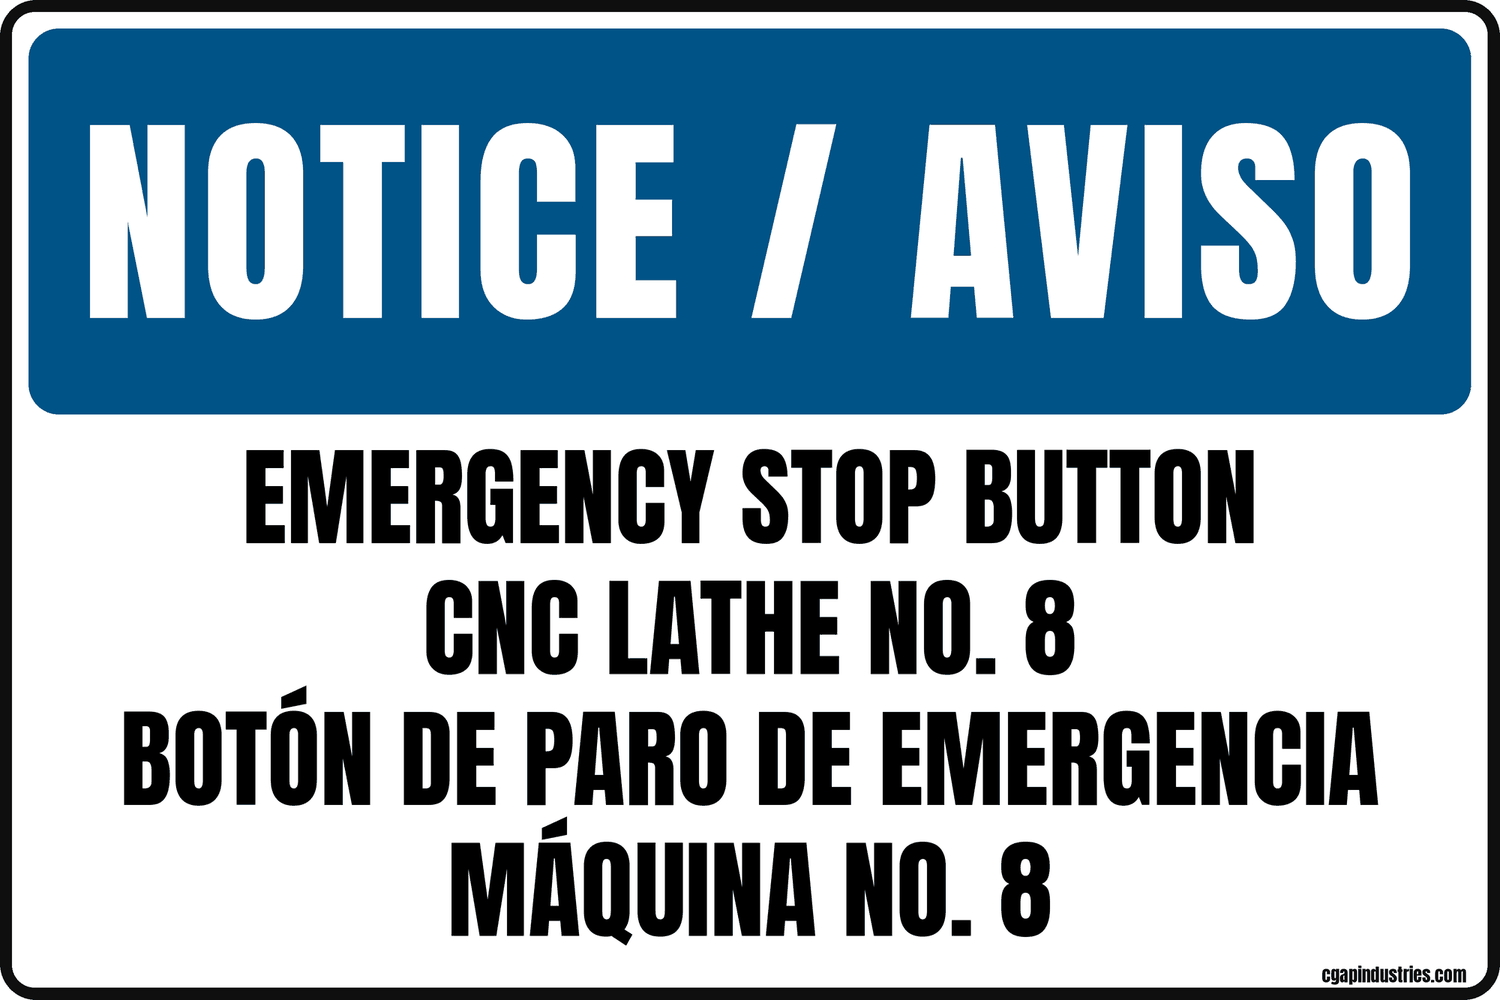 NOTICE / AVISO
EMERGENCY STOP BUTTON
CNC LATHE NO. 8
BOTÓN DE PARO DE EMERGENCIA
MÁQUINA NO. 8
cgapindustries.com